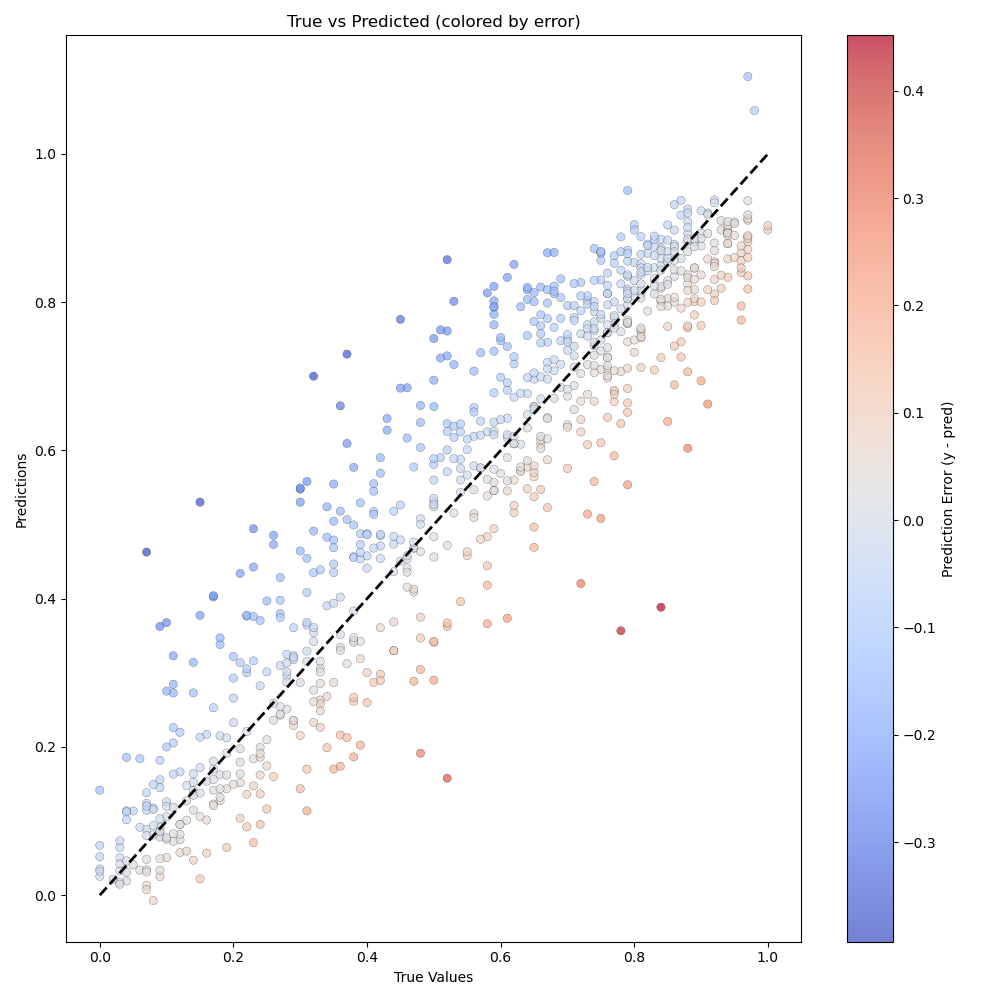 True vs Predicted (colored by error)
Predictions
1.0
0.8
0.6
0.4
0.2
0.0
0.0 0.2 0.4 0.6 0.8 1.0
True Values
0.4
0.3
0.2
0.1
0.0
−0.1
−0.2
−0.3
Prediction Error (y - pred)